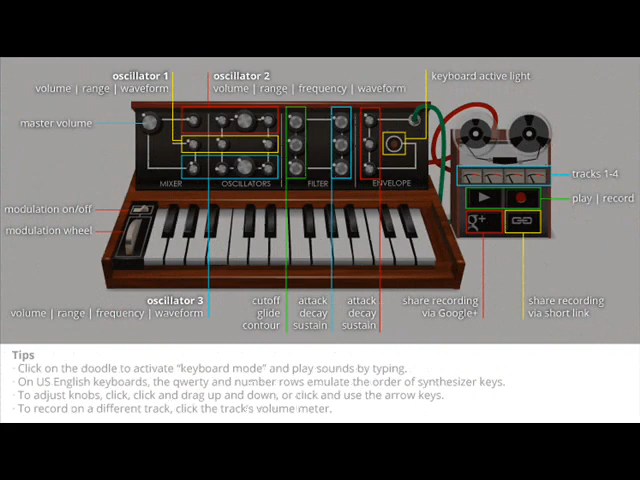 oscillator 1
volume | range | waveform
oscillator 2
volume | range | frequency | waveform
keyboard active light
master volume
tracks 1-4
play | record
MIXER
OSCILLATORS
FILTER
ENVELOPE
modulation on/off
modulation wheel
g+
oscillator 3
volume | range | frequency | waveform
cutoff
glide
contour
attack
decay
sustain
attack
decay
sustain
share recording
via Google+
share recording
via short link
Tips
· Click on the doodle to activate “keyboard mode” and play sounds by typing.
· On US English keyboards, the qwerty and number rows emulate the order of synthesizer keys.
· To adjust knobs, click, click and drag up and down, or click and use the arrow keys.
· To record on a different track, click the track's volume meter.